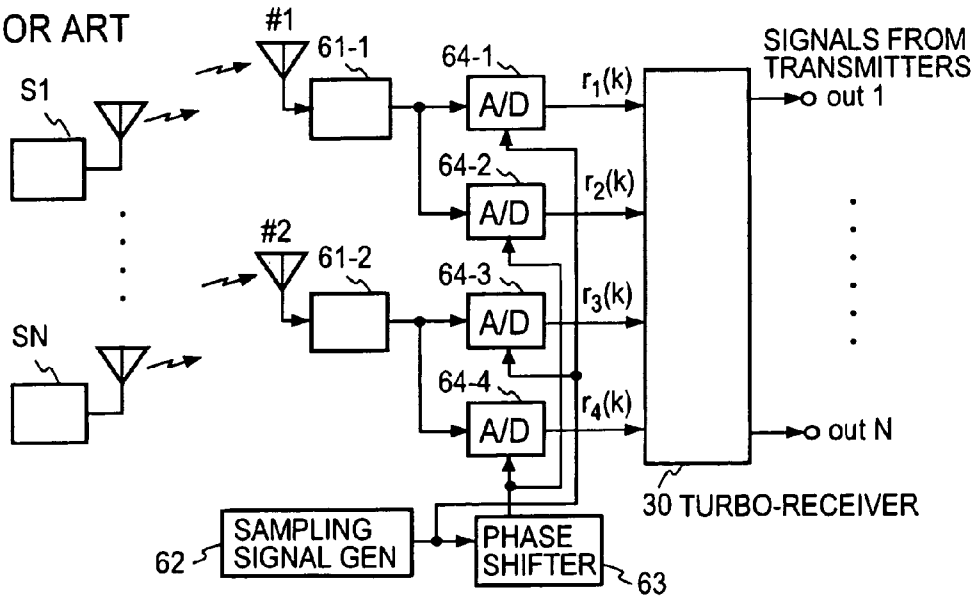 OR ART
#1
61-1
64-1
SIGNALS FROM
TRANSMITTERS
S1
A/D
r1(k)
out 1
64-2
r2(k)
A/D
#2
61-2
64-3
r3(k)
A/D
SN
64-4
r4(k)
A/D
out N
30 TURBO-RECEIVER
62
SAMPLING
SIGNAL GEN
PHASE
SHIFTER
63